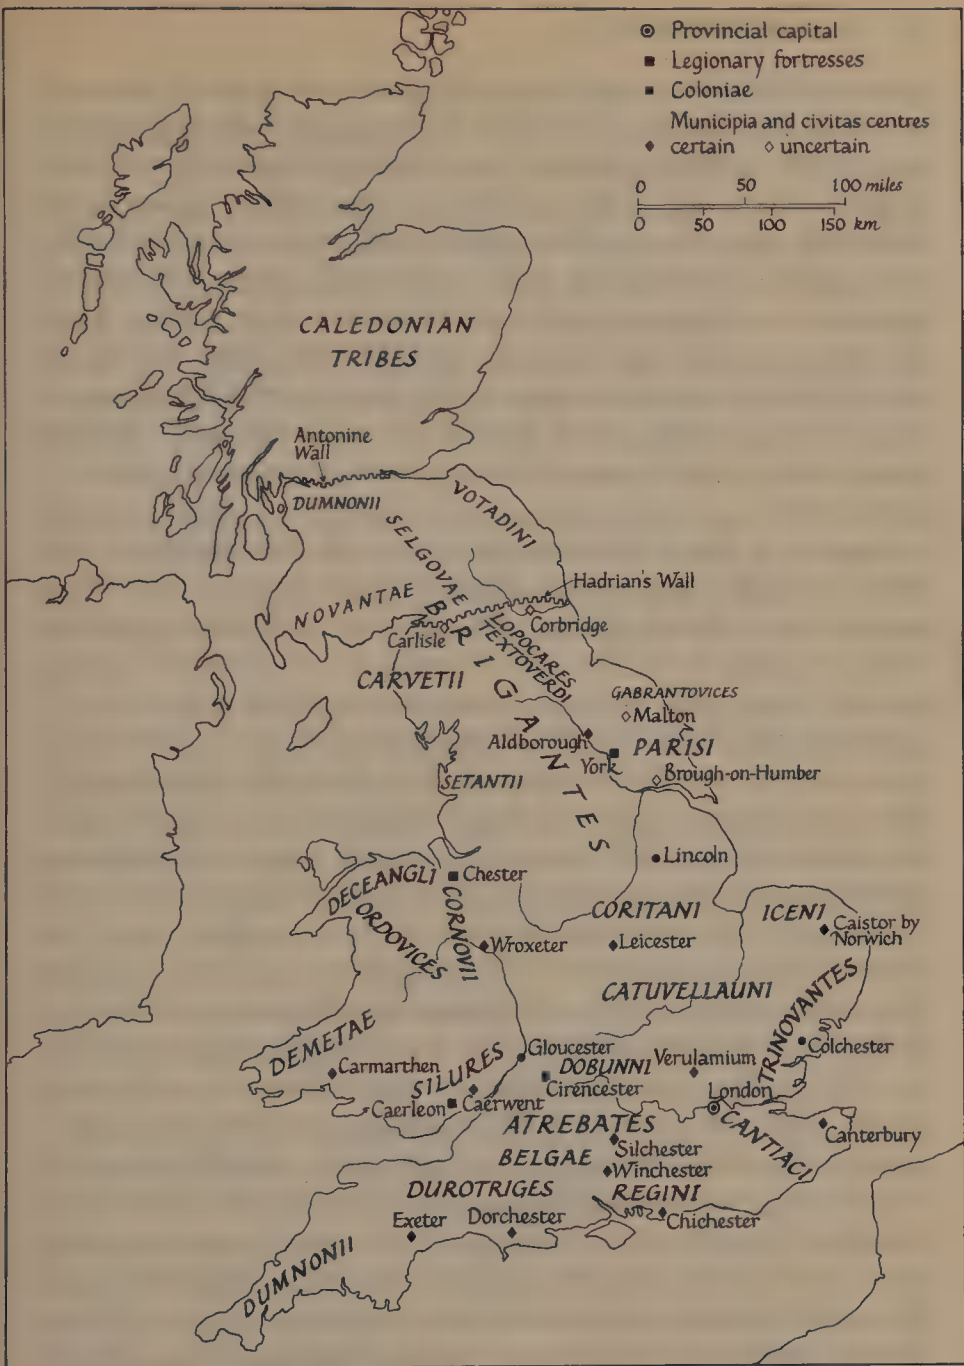 Provincial capital
Legionary fortresses
Coloniae
Municipia and civitas centres
certain uncertain
0 50 100 miles
0 50 100 150 km
CALEDONIAN
TRIBES
Antonine
Wall
DUMNONII
VOTADINI
SELGOVAE
Hadrian's Wall
NOVANTAE
BRIGANTES
Corbridge
Carlisle
LOPOCARES
TEXTOVERDI
CARVETII
GABRANTOVICES
Malton
Aldborough
PARISI
York
Brough-on-Humber
SETANTII
Lincoln
Chester
DECEANGLI
ORDOVICES
CORNOVII
CORITANI
ICENI
Caistor by
Norwich
Wroxeter
Leicester
CATUVELLAUNI
TRINOVANTES
DEMETAE
Colchester
Gloucester
Verulamium
DOBUNNI
Carmarthen
SILURES
Cirencester
London
Caerleon
Caerwent
ATREBATES
CANTIACI
Canterbury
Silchester
BELGAE
Winchester
DUROTRIGES
REGINI
Exeter
Dorchester
Chichester
DUMNONII